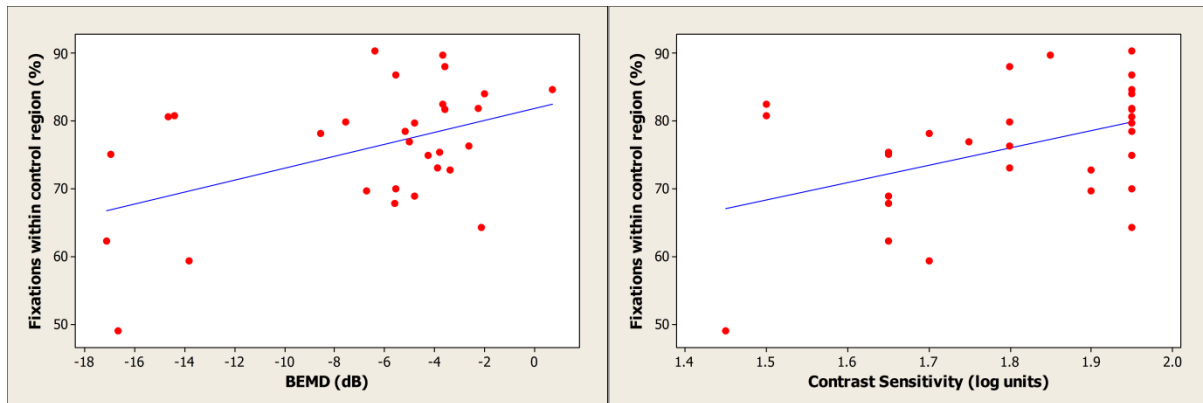 Fixations within control region (%)
90
80
70
60
50
-18 -16 -14 -12 -10 -8 -6 -4 -2 0
BEMD (dB)
Fixations within control region (%)
90
80
70
60
50
1.4 1.5 1.6 1.7 1.8 1.9 2.0
Contrast Sensitivity (log units)